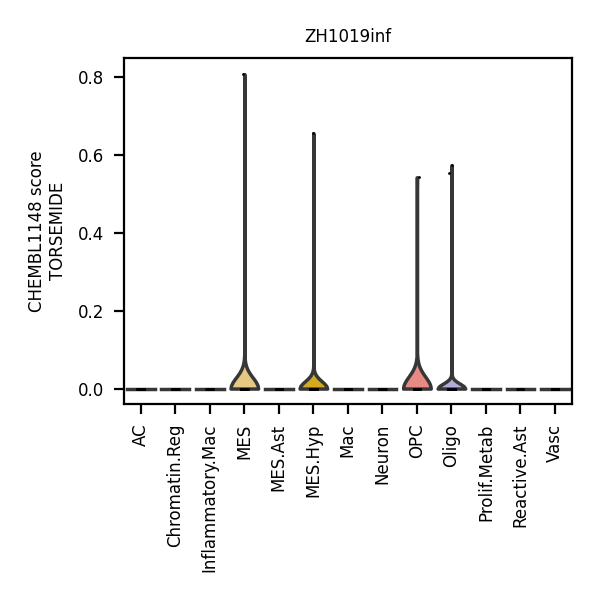 ZH1019inf
CHEMBL1148 score
TORSEMIDE
0.8
0.6
0.4
0.2
0.0
AC
Chromatin.Reg
Inflammatory.Mac
MES
MES.Ast
MES.Hyp
Mac
Neuron
OPC
Oligo
Prolif.Metab
Reactive.Ast
Vasc